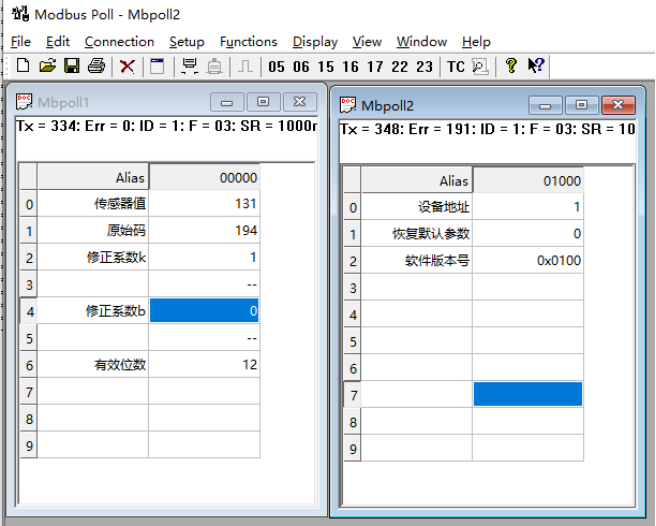 Modbus Poll - Mbpoll2
File Edit Connection Setup Functions Display View Window Help
05 06 15 16 17 22 23 TC
Mbpoll1
Tx = 334: Err = 0: ID = 1: F = 03: SR = 1000r
Alias 00000
0 传感器值 131
1 原始码 194
2 修正系数k 1
3 --
4 修正系数b 0
5 --
6 有效位数 12
7
8
9
Mbpoll2
Tx = 348: Err = 191: ID = 1: F = 03: SR = 10
Alias 01000
0 设备地址 1
1 恢复默认参数 0
2 软件版本号 0x0100
3
4
5
6
7
8
9